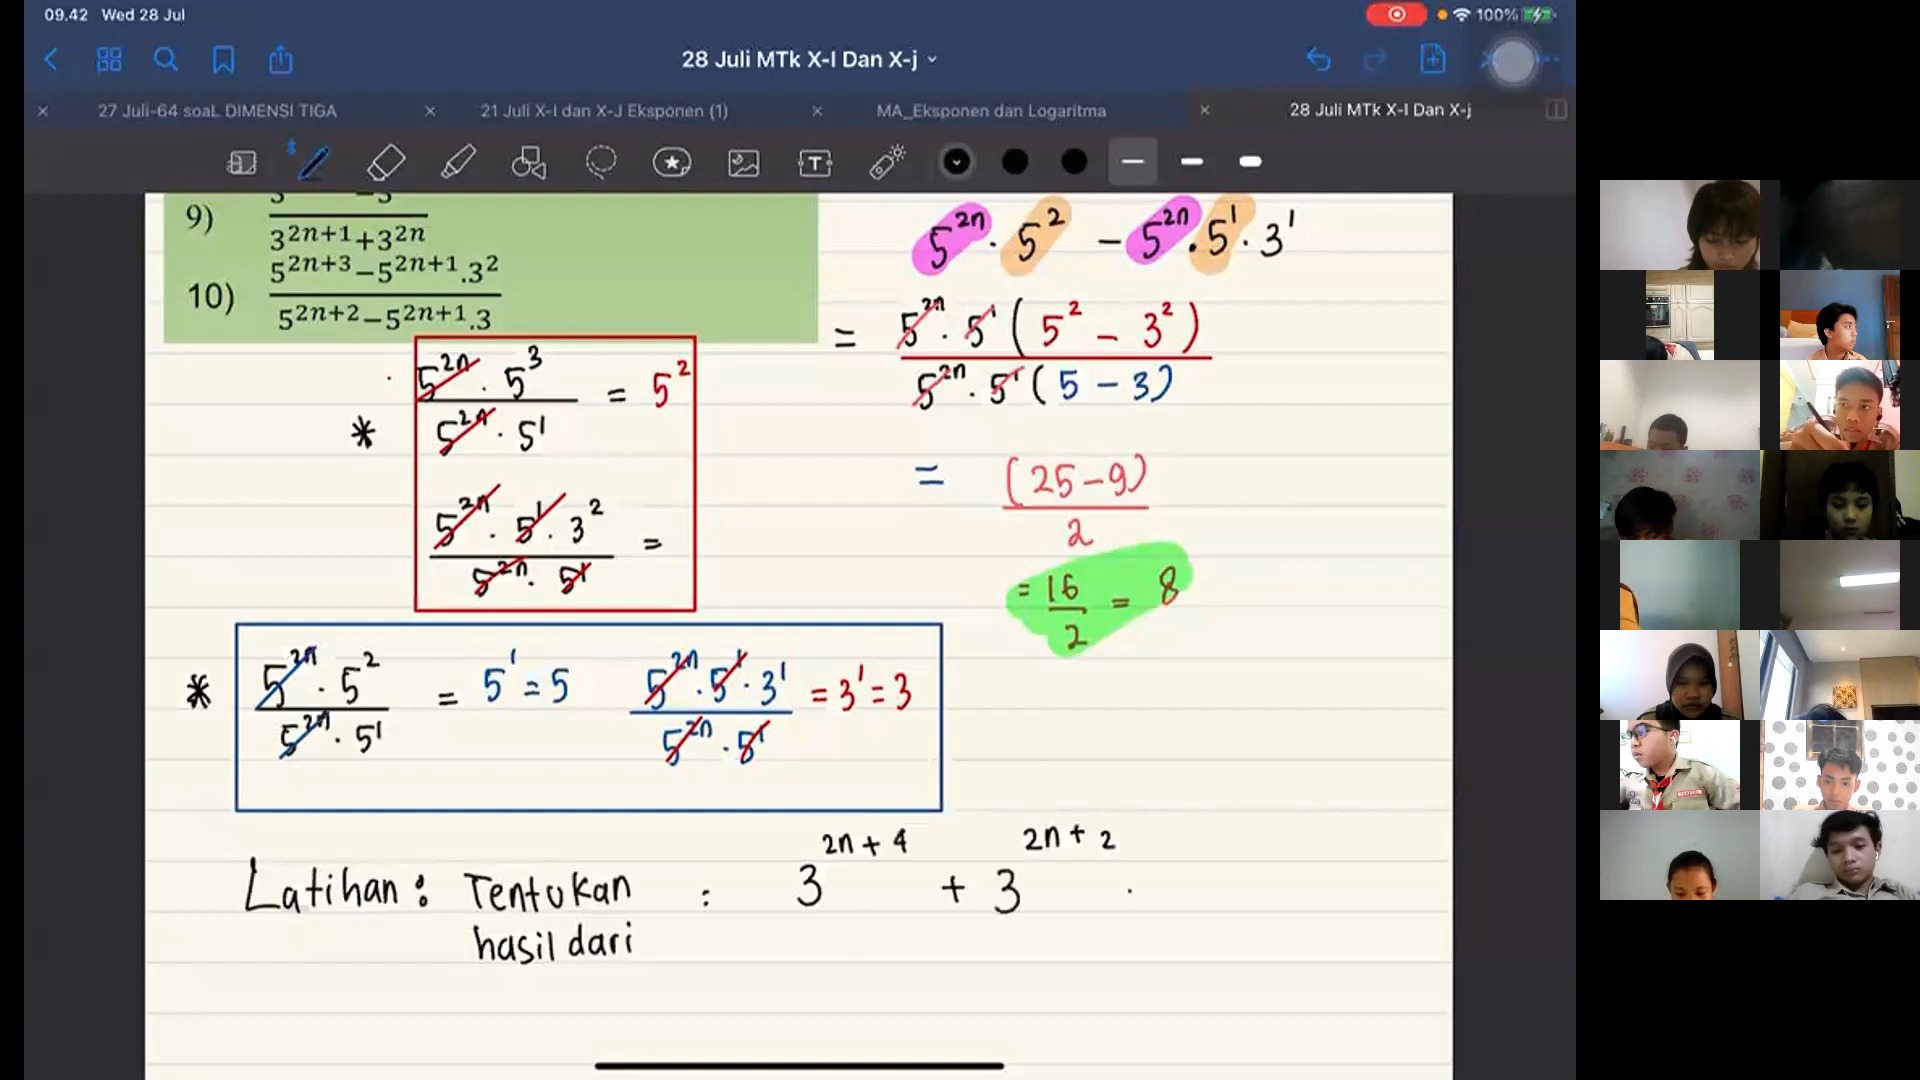 09.42 Wed 28 Jul
100%
28 Juli MTk X-I Dan X-j
27 Juli-64 soaL DIMENSI TIGA
21 Juli X-I dan X-J Eksponen (1)
MA_Eksponen dan Logaritma
28 Juli MTk X-I Dan X-j
9) 3^{2n+1}+3^{2n}
10) 5^{2n+3}-5^{2n+1}.3^2
5^{2n+2}-5^{2n+1}.3
5^{2n} . 5^2 - 5^{2n} . 5^1 . 3^1
= 5^{2n} . 5^1 ( 5^2 - 3^2 )
5^{2n} . 5^1 ( 5 - 3 )
= (25-9)
2
= 16 = 8
2
* 5^{2n} . 5^3 = 5^2
5^{2n} . 5^1
5^{2n} . 5^1 . 3^2 =
5^{2n} . 5^1
* 5^{2n} . 5^2 = 5^1 = 5
5^{2n} . 5^1
5^{2n} . 5^1 . 3^1 = 3^1 = 3
5^{2n} . 5^1
Latihan : Tentukan : 3^{2n+4} + 3^{2n+2} .
hasil dari